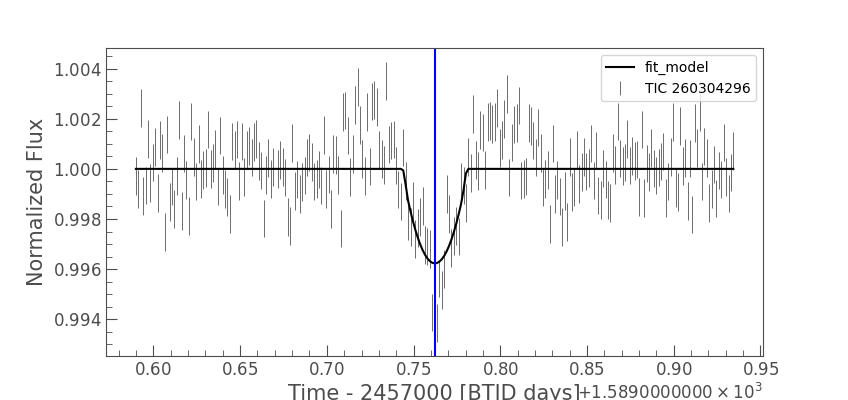 1.004
1.002
1.000
0.998
0.996
0.994
Normalized Flux
fit_model
TIC 260304296
0.60 0.65 0.70 0.75 0.80 0.85 0.90 0.95
Time - 2457000 [BTJD days]
+1.5890000000 × 10³